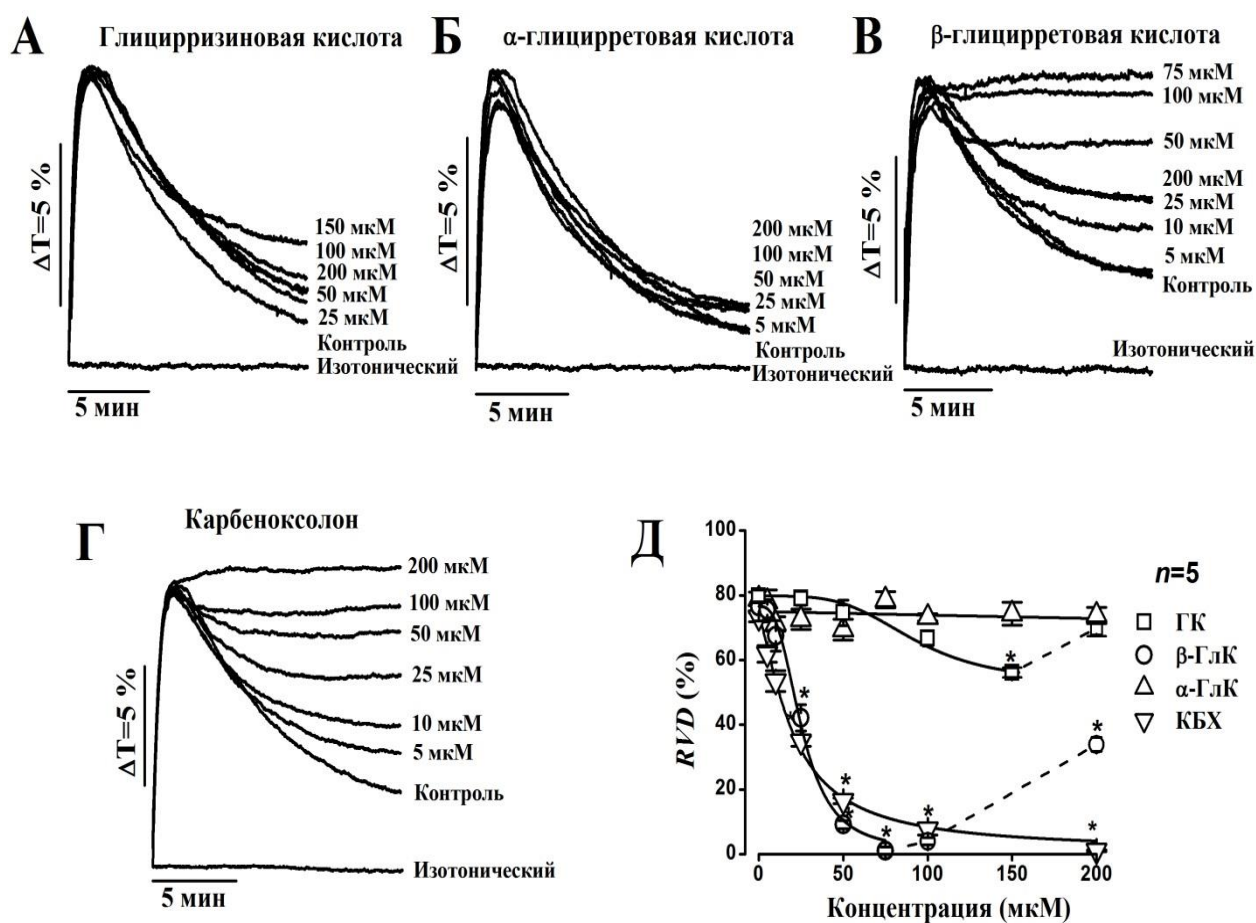 А
Глицирризиновая кислота
ΔT=5 %
150 мкМ
100 мкМ
200 мкМ
50 мкМ
25 мкМ
Контроль
Изотонический
5 мин
Б
α-глицирретовая кислота
ΔT=5 %
200 мкМ
100 мкМ
50 мкМ
25 мкМ
5 мкМ
Контроль
Изотонический
5 мин
В
β-глицирретовая кислота
ΔT=5 %
75 мкМ
100 мкМ
50 мкМ
200 мкМ
25 мкМ
10 мкМ
5 мкМ
Контроль
Изотонический
5 мин
Г
Карбеноксолон
ΔT=5 %
200 мкМ
100 мкМ
50 мкМ
25 мкМ
10 мкМ
5 мкМ
Контроль
Изотонический
5 мин
Д
RVD (%)
100
80
60
40
20
0
0 50 100 150 200
Концентрация (мкМ)
n=5
ГК
β-ГлК
α-ГлК
КБХ
* * * * * * * *